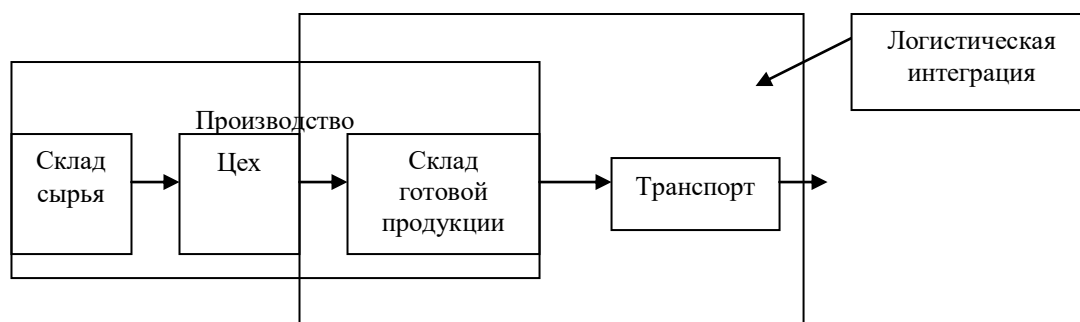 Логистическая
интеграция
Производство
Склад
сырья
Цех
Склад
готовой
продукции
Транспорт